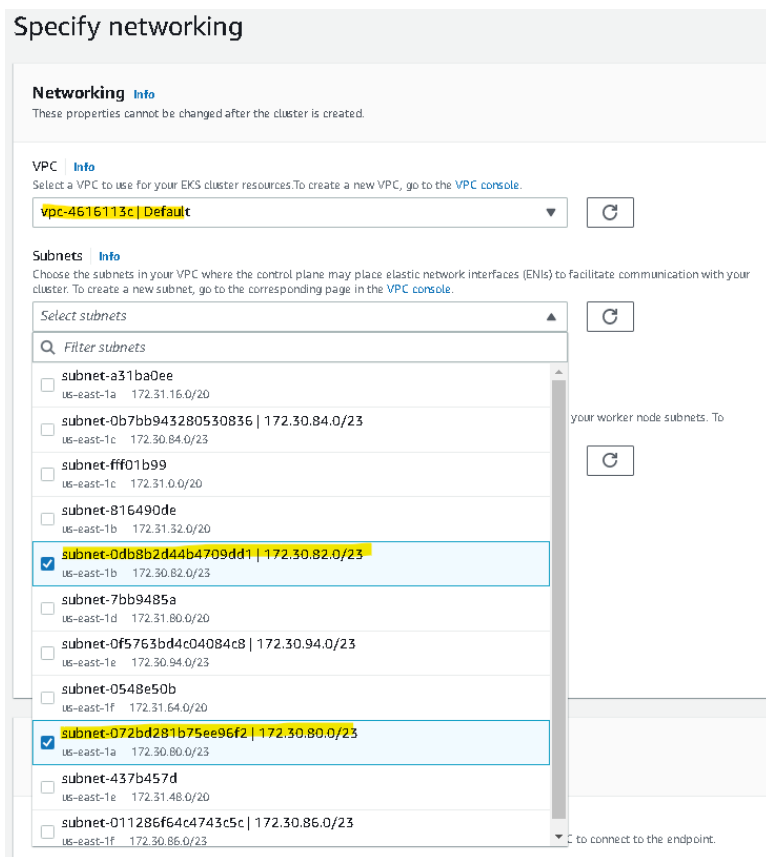 Specify networking
Networking Info
These properties cannot be changed after the cluster is created.
VPC Info
Select a VPC to use for your EKS cluster resources.To create a new VPC, go to the VPC console.
vpc-4616113c | Default
Subnets Info
Choose the subnets in your VPC where the control plane may place elastic network interfaces (ENIs) to facilitate communication with your
cluster. To create a new subnet, go to the corresponding page in the VPC console.
Select subnets
Filter subnets
subnet-a31ba0ee
us-east-1a 172.31.16.0/20
subnet-0b7bb943280530836 | 172.30.84.0/23
your worker node subnets. To
us-east-1c 172.30.84.0/23
subnet-fff01b99
us-east-1c 172.31.0.0/20
subnet-816490de
us-east-1b 172.31.32.0/20
subnet-0db8b2d44b4709dd1 | 172.30.82.0/23
us-east-1b 172.30.82.0/23
subnet-7bb9485a
us-east-1d 172.31.80.0/20
subnet-0f5763bd4c04084c8 | 172.30.94.0/23
us-east-1e 172.30.94.0/23
subnet-0548e50b
us-east-1f 172.31.64.0/20
subnet-072bd281b75ee96f2 | 172.30.80.0/23
us-east-1a 172.30.80.0/23
subnet-437b457d
us-east-1e 172.31.48.0/20
subnet-011286f64c4743c5c | 172.30.86.0/23
us-east-1f 172.30.86.0/23
C to connect to the endpoint.